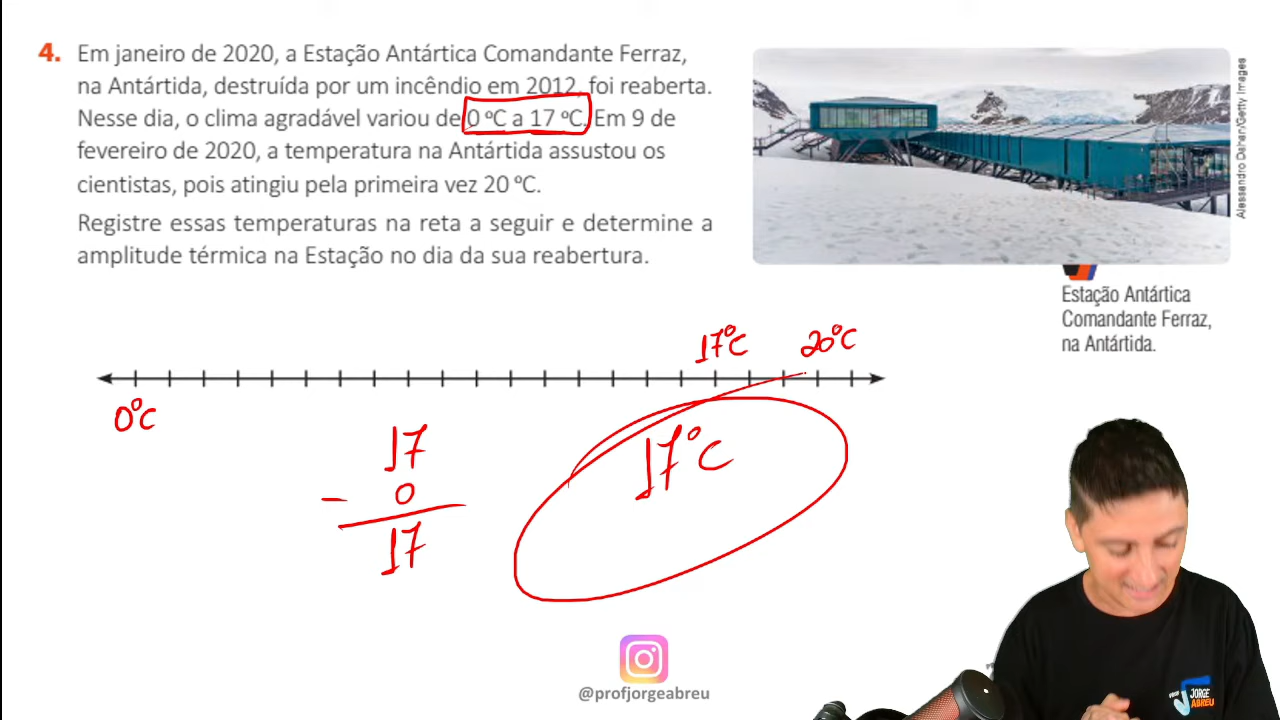 4. Em janeiro de 2020, a Estação Antártica Comandante Ferraz,
na Antártida, destruída por um incêndio em 2012, foi reaberta.
Nesse dia, o clima agradável variou de 0 ºC a 17 ºC. Em 9 de
fevereiro de 2020, a temperatura na Antártida assustou os
cientistas, pois atingiu pela primeira vez 20 ºC.
Registre essas temperaturas na reta a seguir e determine a
amplitude térmica na Estação no dia da sua reabertura.
Alessandro Dahan/Getty Images
Estação Antártica
Comandante Ferraz,
na Antártida.
17°C
20°C
0°C
17
- 0
17
17°C
@profjorgeabreu
PROF
JORGE
ABREU